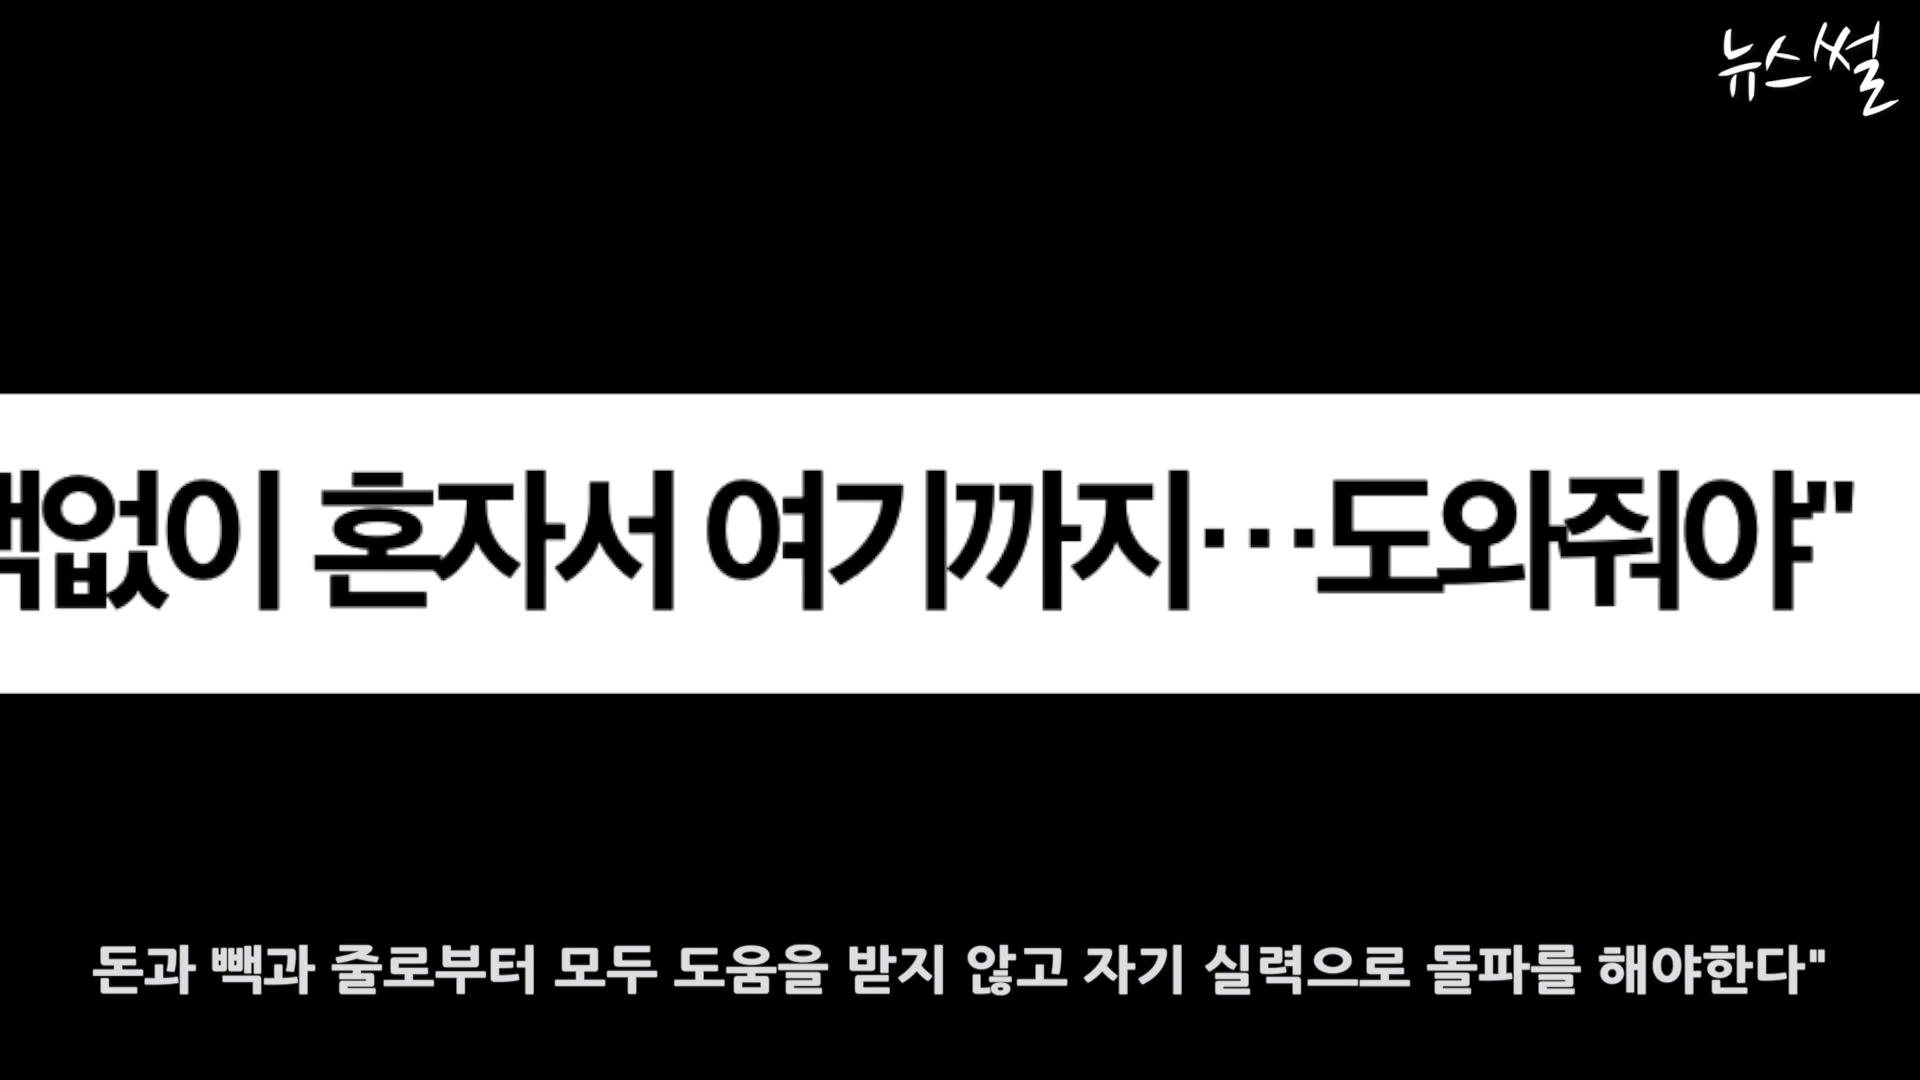 뉴스썰
없이 혼자서 여기까지…도와줘야"
돈과 빽과 줄로부터 모두 도움을 받지 않고 자기 실력으로 돌파를 해야한다"